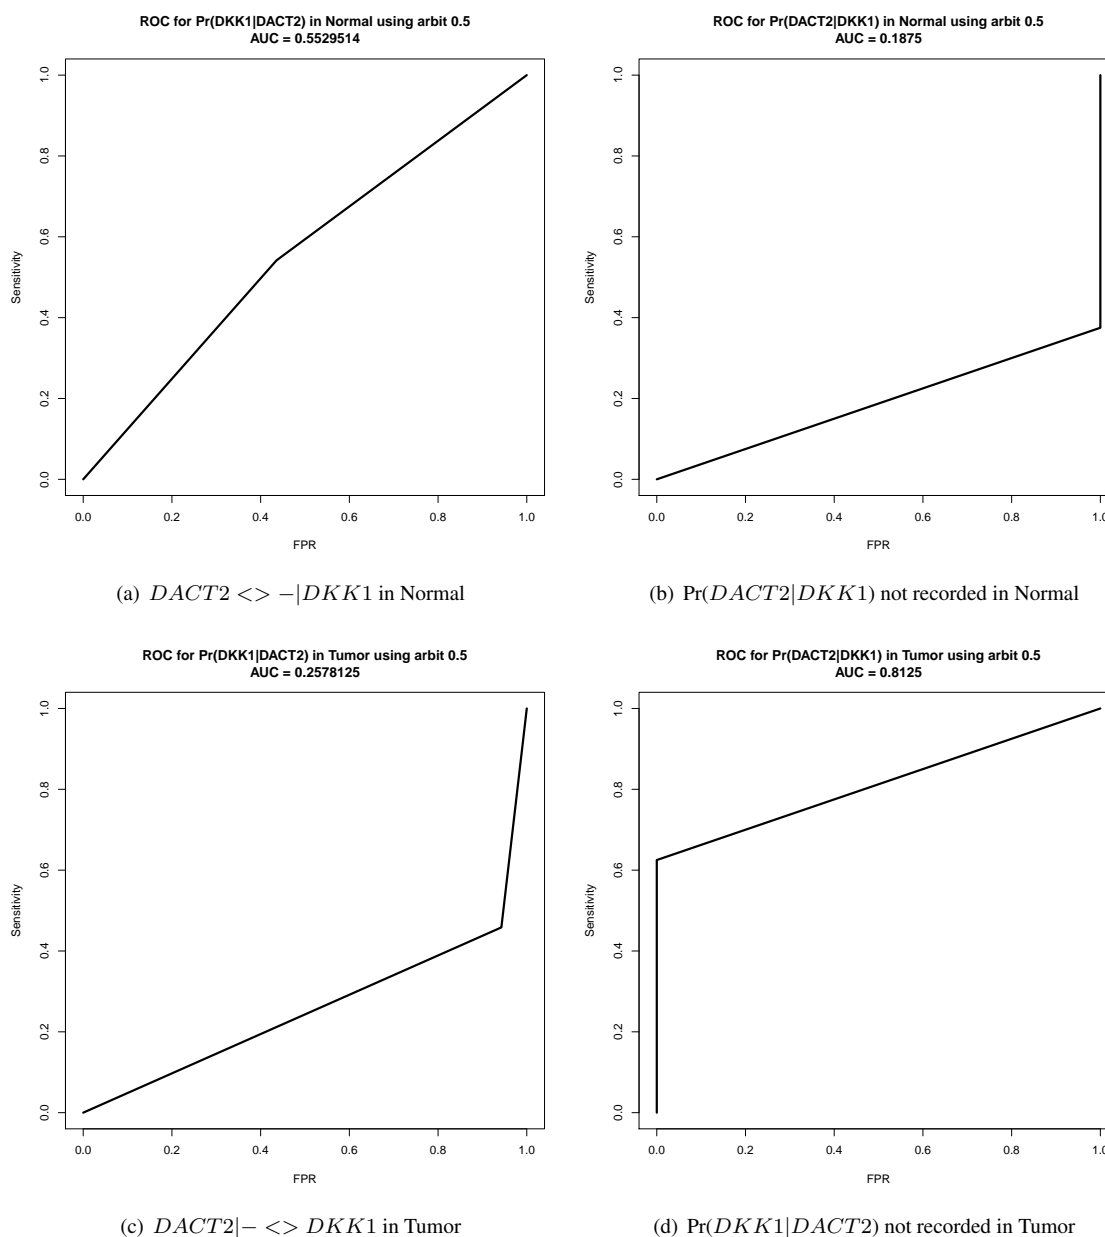 ROC for Pr(DKK1|DACT2) in Normal using arbit 0.5
AUC = 0.5529514
1.0
0.8
0.6
0.4
0.2
0.0
Sensitivity
0.0 0.2 0.4 0.6 0.8 1.0
FPR
(a) DACT2 <> −|DKK1 in Normal
ROC for Pr(DACT2|DKK1) in Normal using arbit 0.5
AUC = 0.1875
1.0
0.8
0.6
0.4
0.2
0.0
Sensitivity
0.0 0.2 0.4 0.6 0.8 1.0
FPR
(b) Pr(DACT2|DKK1) not recorded in Normal
ROC for Pr(DKK1|DACT2) in Tumor using arbit 0.5
AUC = 0.2578125
1.0
0.8
0.6
0.4
0.2
0.0
Sensitivity
0.0 0.2 0.4 0.6 0.8 1.0
FPR
(c) DACT2|− <> DKK1 in Tumor
ROC for Pr(DACT2|DKK1) in Tumor using arbit 0.5
AUC = 0.8125
1.0
0.8
0.6
0.4
0.2
0.0
Sensitivity
0.0 0.2 0.4 0.6 0.8 1.0
FPR
(d) Pr(DKK1|DACT2) not recorded in Tumor